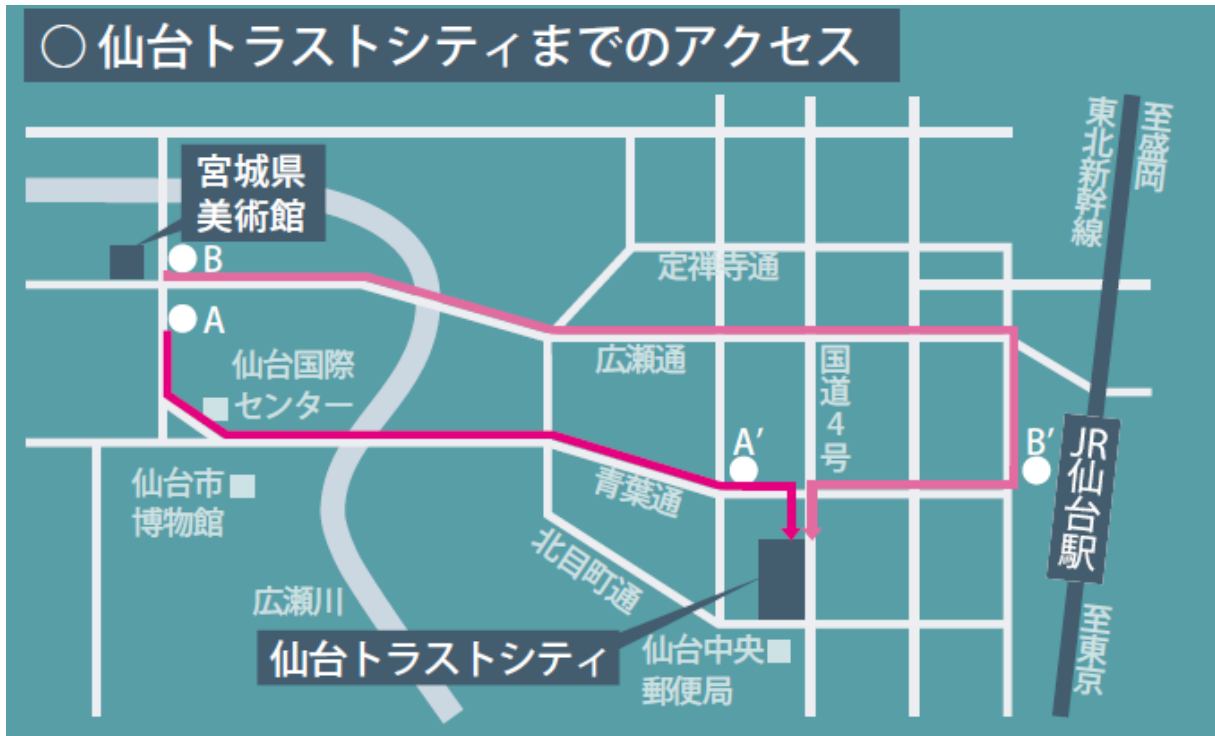 ○ 仙台トラストシティまでのアクセス
宮城県
美術館
B
A
仙台国際
センター
仙台市
博物館
広瀬川
仙台トラストシティ
定禅寺通
広瀬通
国道4号
青葉通
北目町通
A’
B’
仙台中央
郵便局
至盛岡
東北新幹線
JR仙台駅
至東京